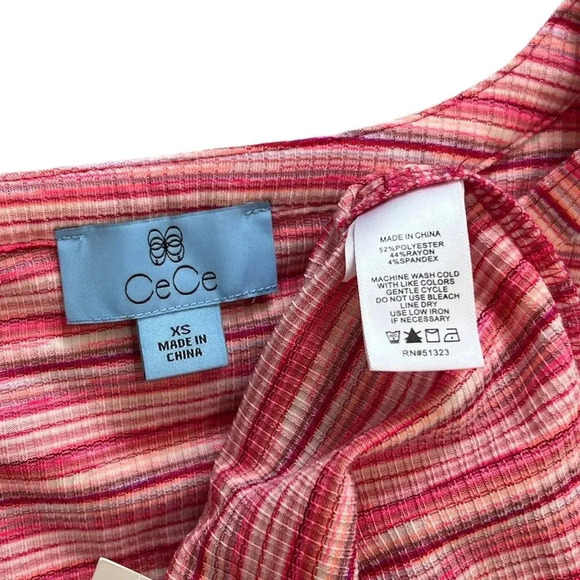 CeCe
XS
MADE IN
CHINA
MADE IN CHINA
52%POLYESTER
44%RAYON
4%SPANDEX
MACHINE WASH COLD
WITH LIKE COLORS
GENTLE CYCLE
DO NOT USE BLEACH
LINE DRY
USE LOW IRON
IF NECESSARY
RN#51323